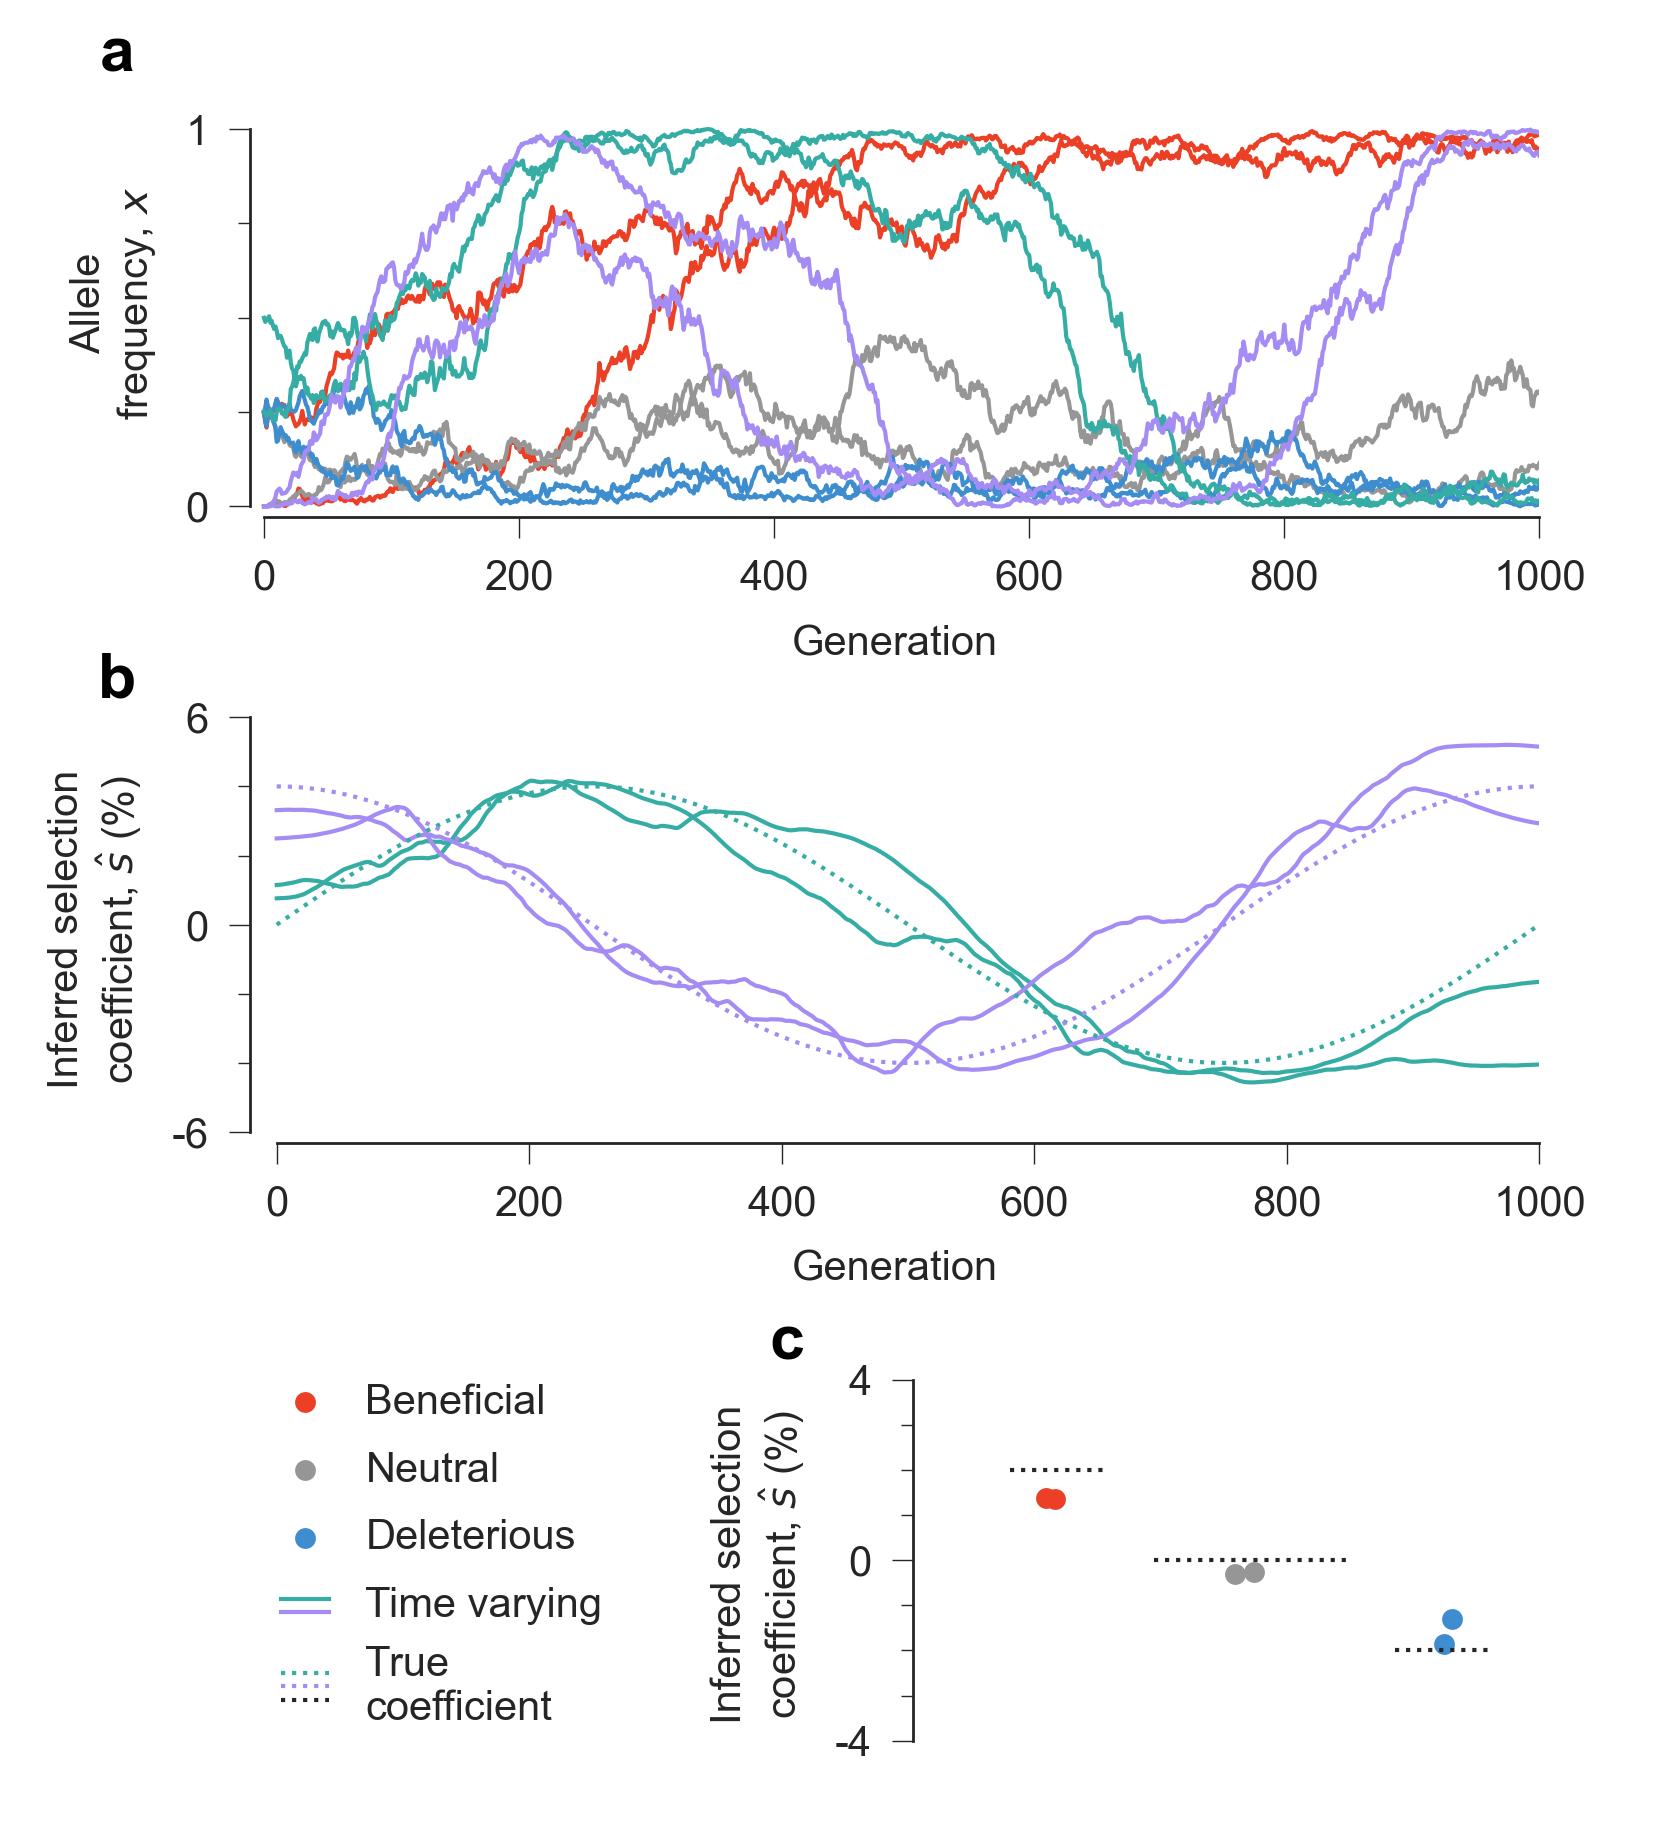 a
Allele
frequency, x
1
0
0 200 400 600 800 1000
Generation
b
Inferred selection
coefficient, ŝ (%)
6
0
-6
0 200 400 600 800 1000
Generation
Beneficial
Neutral
Deleterious
Time varying
True
coefficient
c
Inferred selection
coefficient, ŝ (%)
4
0
-4